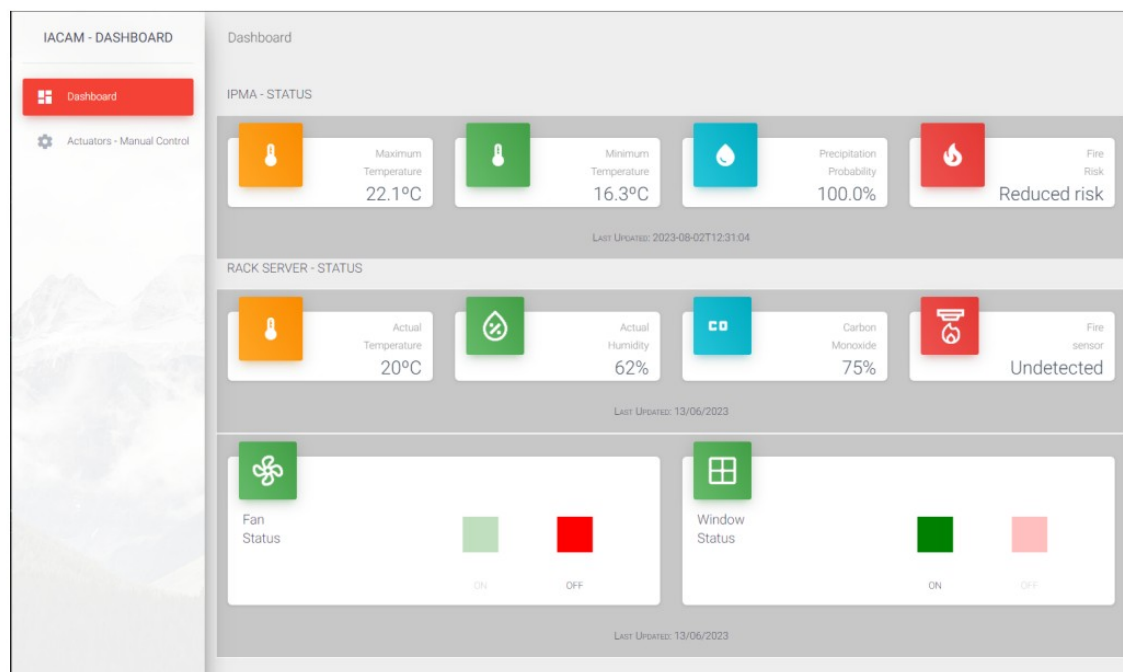 IACAM - DASHBOARD
Dashboard
Actuators - Manual Control
Dashboard
IPMA - STATUS
Maximum
Temperature
22.1ºC
Minimum
Temperature
16.3ºC
Precipitation
Probability
100.0%
Fire
Risk
Reduced risk
Last Updated: 2023-08-02T12:31:04
RACK SERVER - STATUS
Actual
Temperature
20ºC
Actual
Humidity
62%
CO
Carbon
Monoxide
75%
Fire
sensor
Undetected
Last Updated: 13/06/2023
Fan
Status
ON
OFF
Window
Status
ON
OFF
Last Updated: 13/06/2023